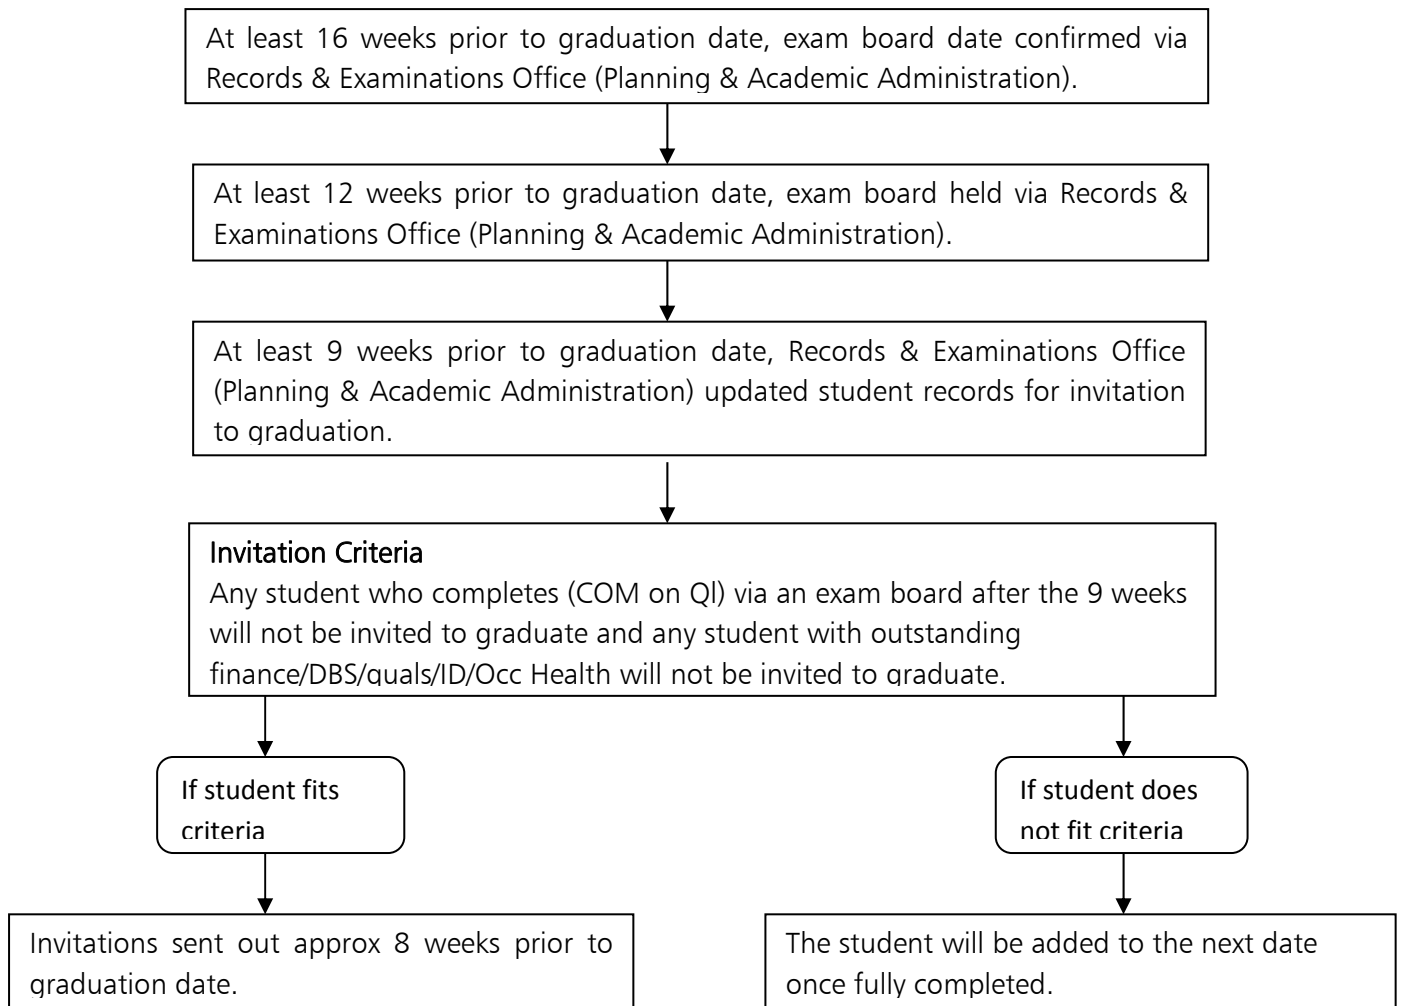 At least 16 weeks prior to graduation date, exam board date confirmed via
Records & Examinations Office (Planning & Academic Administration).
At least 12 weeks prior to graduation date, exam board held via Records &
Examinations Office (Planning & Academic Administration).
At least 9 weeks prior to graduation date, Records & Examinations Office
(Planning & Academic Administration) updated student records for invitation
to graduation.
Invitation Criteria
Any student who completes (COM on Ql) via an exam board after the 9 weeks
will not be invited to graduate and any student with outstanding
finance/DBS/quals/ID/Occ Health will not be invited to graduate.
If student fits
criteria
If student does
not fit criteria
Invitations sent out approx 8 weeks prior to
graduation date.
The student will be added to the next date
once fully completed.